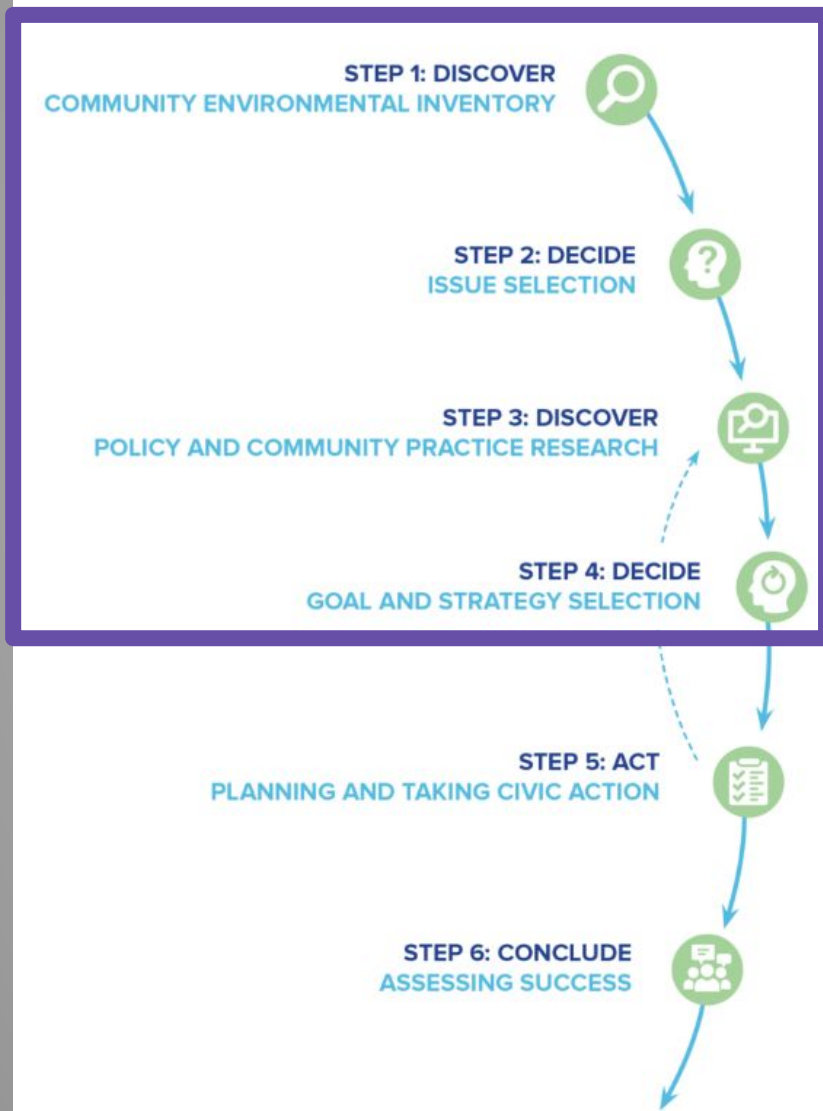 STEP 1: DISCOVER
COMMUNITY ENVIRONMENTAL INVENTORY
STEP 2: DECIDE
ISSUE SELECTION
?
STEP 3: DISCOVER
POLICY AND COMMUNITY PRACTICE RESEARCH
STEP 4: DECIDE
GOAL AND STRATEGY SELECTION
STEP 5: ACT
PLANNING AND TAKING CIVIC ACTION
STEP 6: CONCLUDE
ASSESSING SUCCESS